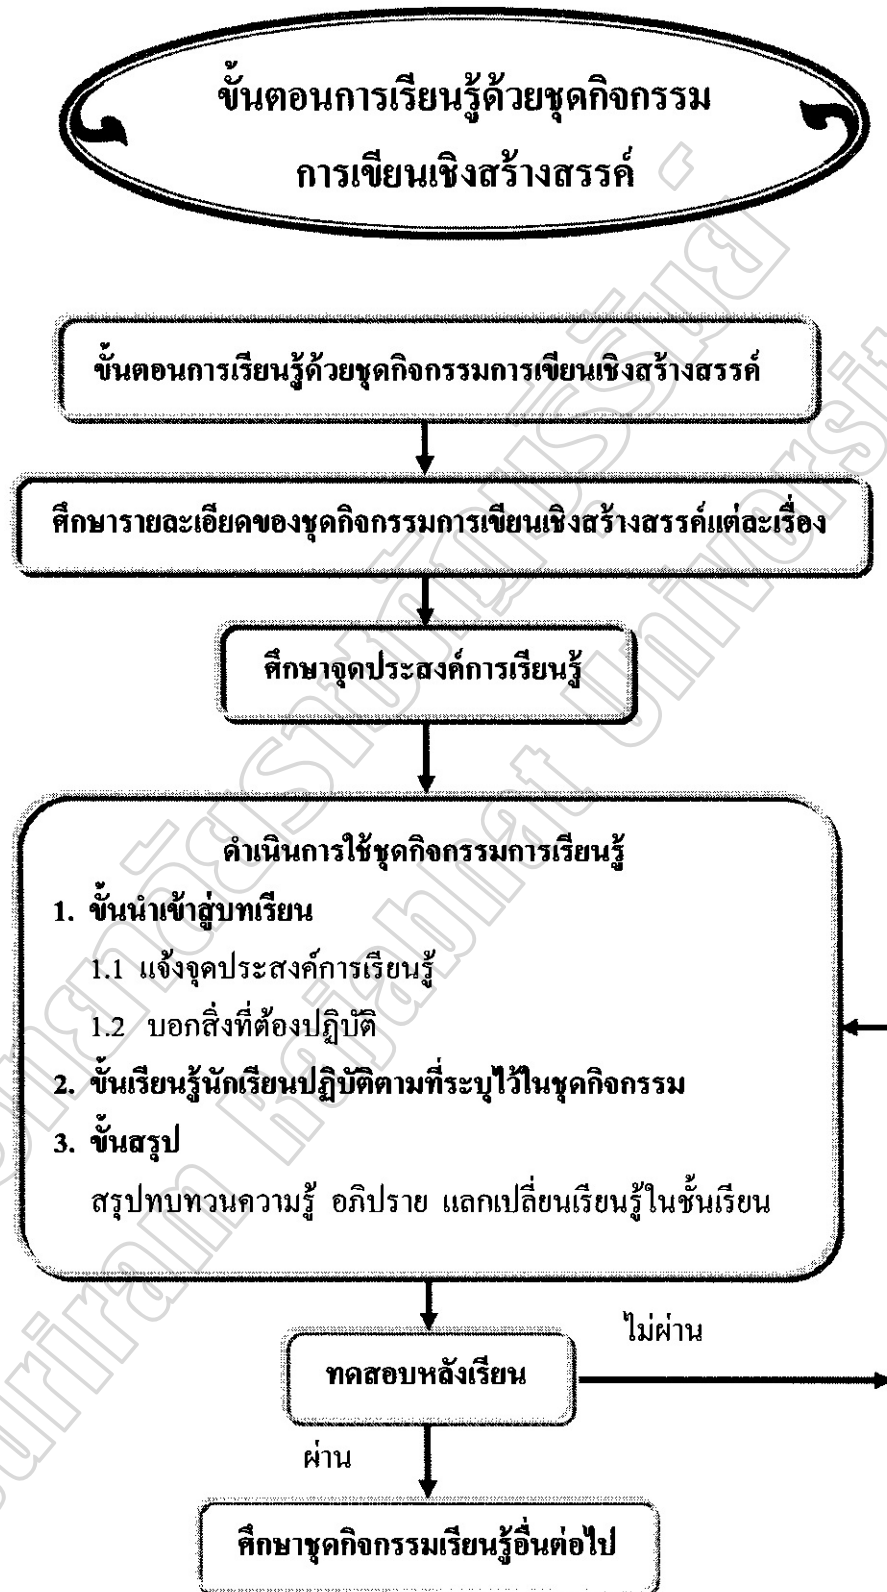 ขั้นตอนการเรียนรู้ด้วยชุดกิจกรรม
การเขียนเชิงสร้างสรรค์
ขั้นตอนการเรียนรู้ด้วยชุดกิจกรรมการเขียนเชิงสร้างสรรค์
ศึกษารายละเอียดของชุดกิจกรรมการเขียนเชิงสร้างสรรค์แต่ละเรื่อง
ศึกษาจุดประสงค์การเรียนรู้
ดำเนินการใช้ชุดกิจกรรมการเรียนรู้
1. ขั้นนำเข้าสู่บทเรียน
1.1 แจ้งจุดประสงค์การเรียนรู้
1.2 บอกสิ่งที่ต้องปฏิบัติ
2. ขั้นเรียนรู้นักเรียนปฏิบัติตามที่ระบุไว้ในชุดกิจกรรม
3. ขั้นสรุป
สรุปทบทวนความรู้ อภิปราย แลกเปลี่ยนเรียนรู้ในชั้นเรียน
ไม่ผ่าน
ทดสอบหลังเรียน
ผ่าน
ศึกษาชุดกิจกรรมเรียนรู้อื่นต่อไป